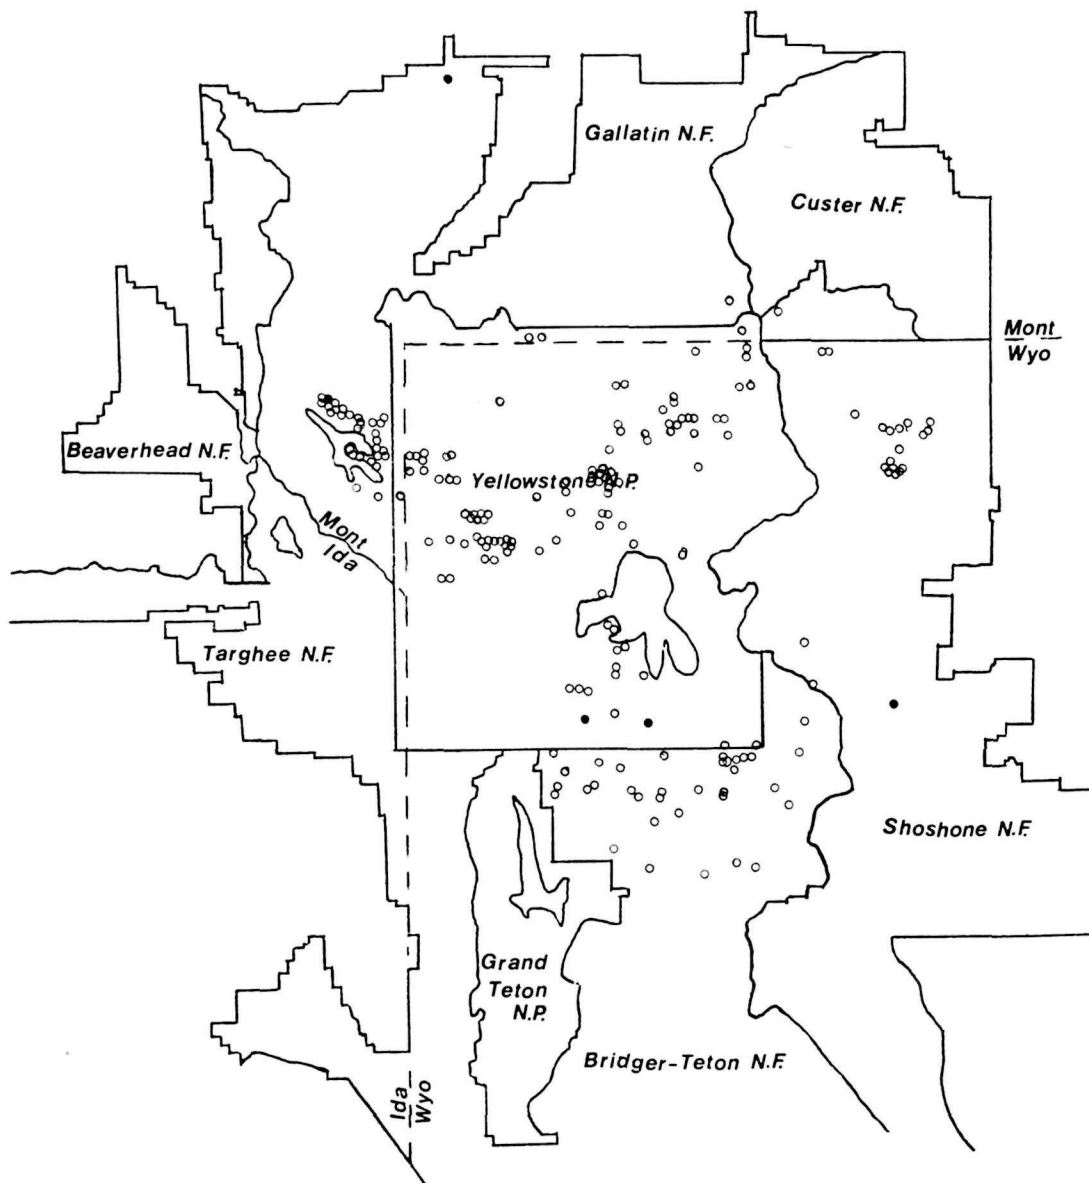 Gallatin N.F.
Custer N.F.
Mont
Wyo
Beaverhead N.F.
Yellowstone N.P.
Mont
Ida
Targhee N.F.
Shoshone N.F.
Grand
Teton
N.P.
Bridger-Teton N.F.
Ida
Wyo